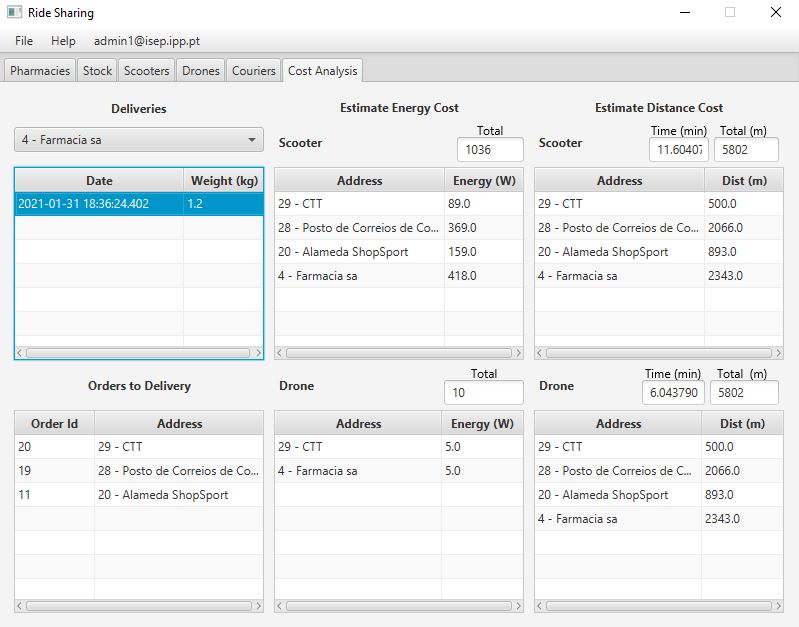 Ride Sharing
File Help admin1@isep.ipp.pt
Pharmacies Stock Scooters Drones Couriers Cost Analysis
Deliveries
4 - Farmacia sa
Date Weight (kg)
2021-01-31 18:36:24.402 1.2
Estimate Energy Cost
Scooter
Total
1036
Address Energy (W)
29 - CTT 89.0
28 - Posto de Correios de Co... 369.0
20 - Alameda ShopSport 159.0
4 - Farmacia sa 418.0
Estimate Distance Cost
Scooter
Time (min) Total (m)
11.60407 5802
Address Dist (m)
29 - CTT 500.0
28 - Posto de Correios de Co... 2066.0
20 - Alameda ShopSport 893.0
4 - Farmacia sa 2343.0
Orders to Delivery
Order Id Address
20 29 - CTT
19 28 - Posto de Correios de Co...
11 20 - Alameda ShopSport
Drone
Total
10
Address Energy (W)
29 - CTT 5.0
4 - Farmacia sa 5.0
Drone
Time (min) Total (m)
6.043790 5802
Address Dist (m)
29 - CTT 500.0
28 - Posto de Correios de C... 2066.0
20 - Alameda ShopSport 893.0
4 - Farmacia sa 2343.0